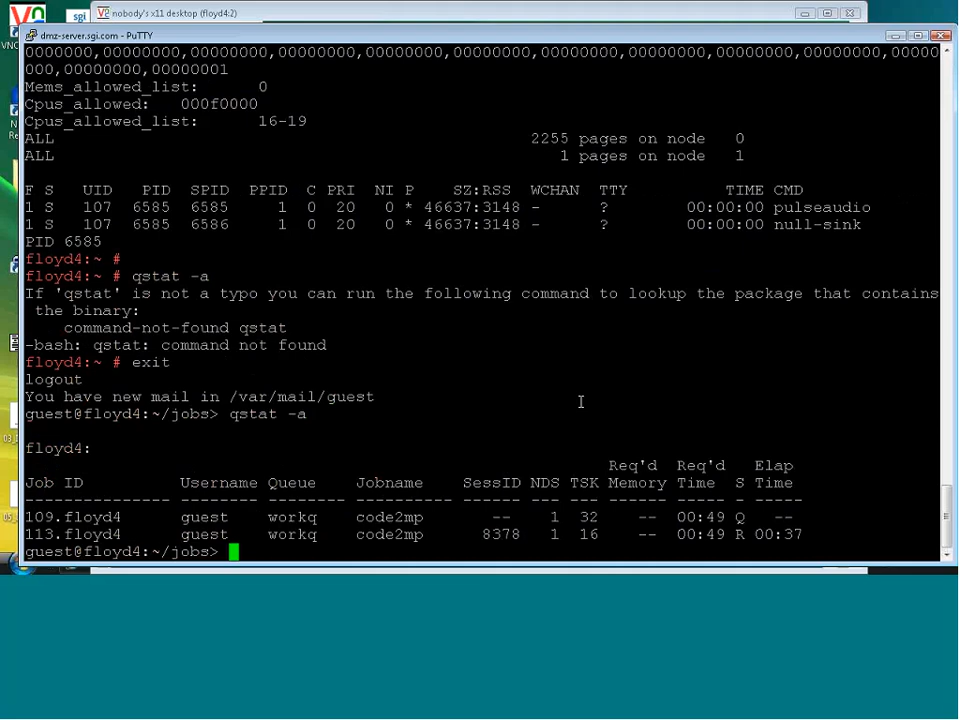 sgi
nobody's x11 desktop (floyd4:2)
dmz-server.sgi.com - PuTTY
0000000,00000000,00000000,00000000,00000000,00000000,00000000,00000000,00000000,00000000,00000
000,00000000,00000001
Mems_allowed_list:      0
Cpus_allowed:   000f0000
Cpus_allowed_list:      16-19
ALL                                                 2255 pages on node   0
ALL                                                    1 pages on node   1
F S   UID   PID  SPID  PPID  C PRI   NI P    SZ:RSS  WCHAN  TTY          TIME CMD
1 S   107  6585  6585     1  0  20    0 * 46637:3148 -      ?        00:00:00 pulseaudio
1 S   107  6585  6586     1  0  20    0 * 46637:3148 -      ?        00:00:00 null-sink
PID 6585
floyd4:~ #
floyd4:~ # qstat -a
If 'qstat' is not a typo you can run the following command to lookup the package that contains
 the binary:
    command-not-found qstat
-bash: qstat: command not found
floyd4:~ # exit
logout
You have new mail in /var/mail/guest
guest@floyd4:~/jobs> qstat -a
floyd4:
                                                            Req'd  Req'd   Elap
Job ID          Username Queue    Jobname    SessID NDS TSK Memory Time  S Time
--------------- -------- -------- ---------- ------ --- --- ------ ----- - -----
109.floyd4      guest    workq    code2mp       --    1  32    --  00:49 Q   --
113.floyd4      guest    workq    code2mp      8378   1  16    --  00:49 R 00:37
guest@floyd4:~/jobs>